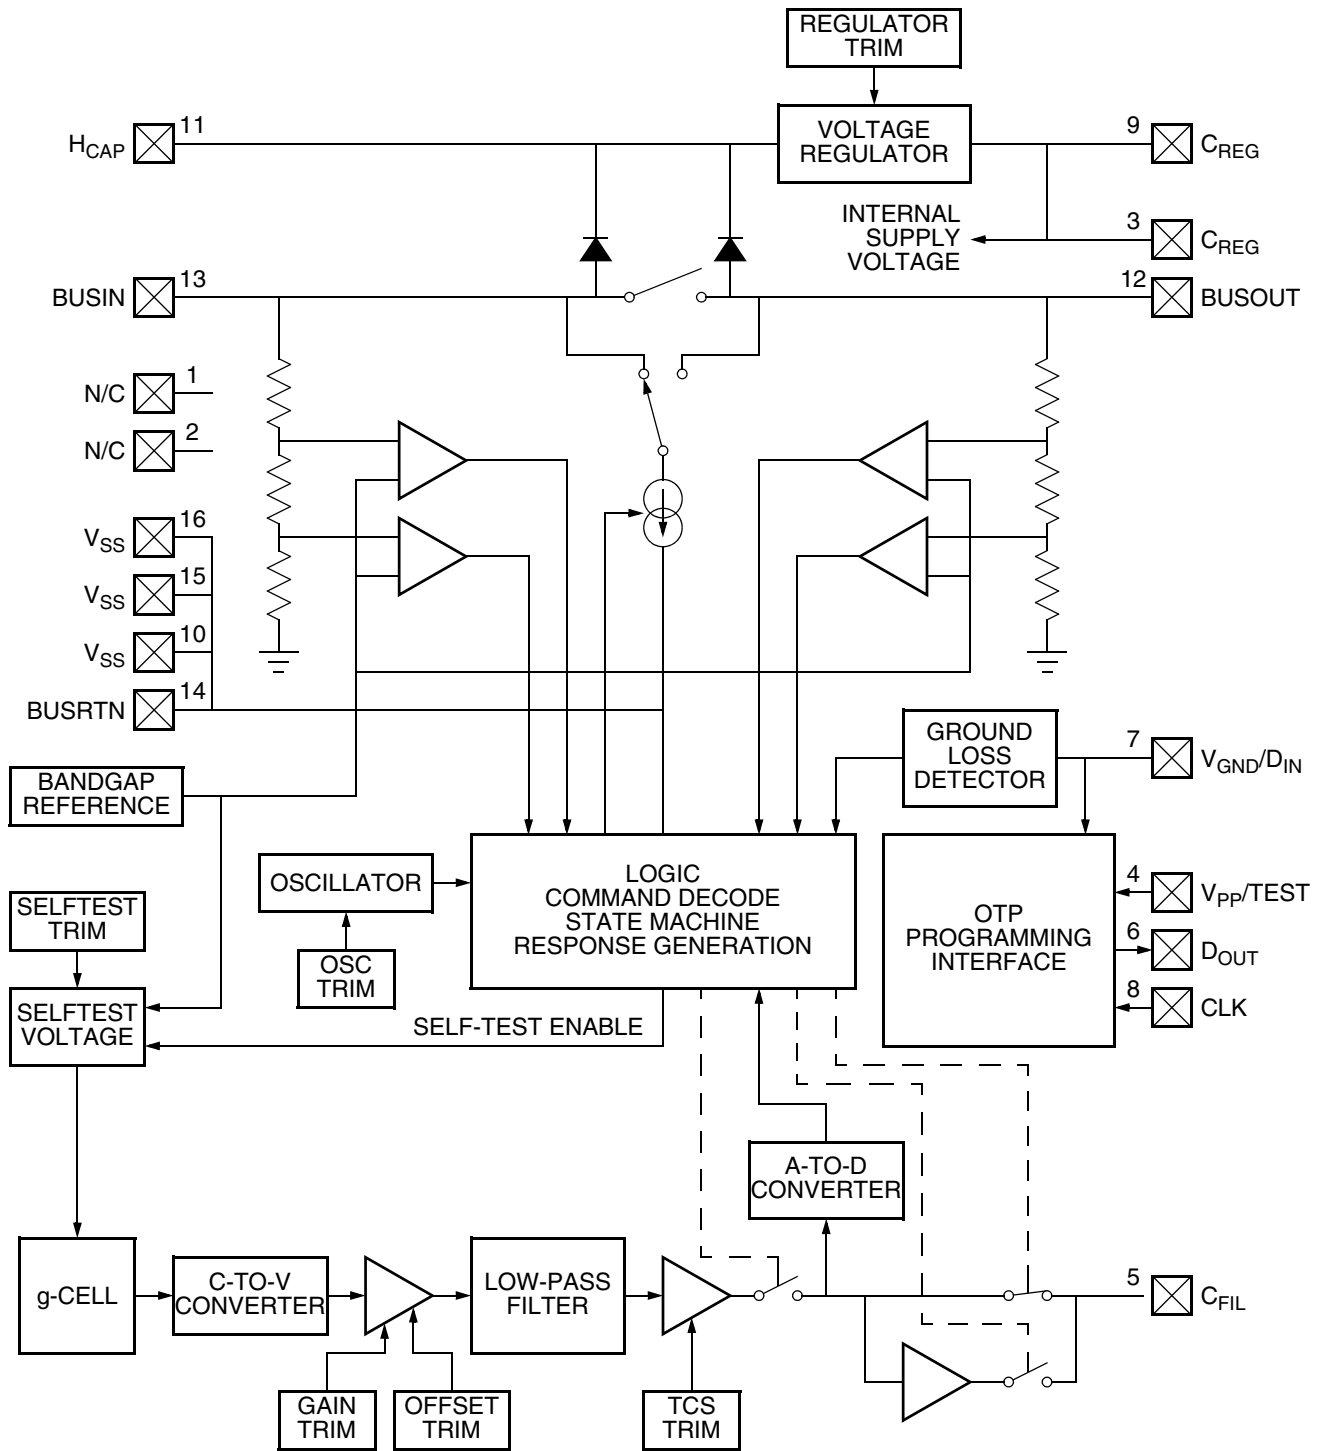 REGULATOR
TRIM
HCAP
11
VOLTAGE
REGULATOR
9
CREG
INTERNAL
SUPPLY
VOLTAGE
3
CREG
BUSIN
13
12
BUSOUT
N/C
1
N/C
2
VSS
16
VSS
15
VSS
10
BUSRTN
14
GROUND
LOSS
DETECTOR
7
VGND/DIN
BANDGAP
REFERENCE
OSCILLATOR
LOGIC
COMMAND DECODE
STATE MACHINE
RESPONSE GENERATION
OTP
PROGRAMMING
INTERFACE
4
VPP/TEST
6
DOUT
8
CLK
SELFTEST
TRIM
OSC
TRIM
SELFTEST
VOLTAGE
SELF-TEST ENABLE
A-TO-D
CONVERTER
g-CELL
C-TO-V
CONVERTER
LOW-PASS
FILTER
5
CFIL
GAIN
TRIM
OFFSET
TRIM
TCS
TRIM